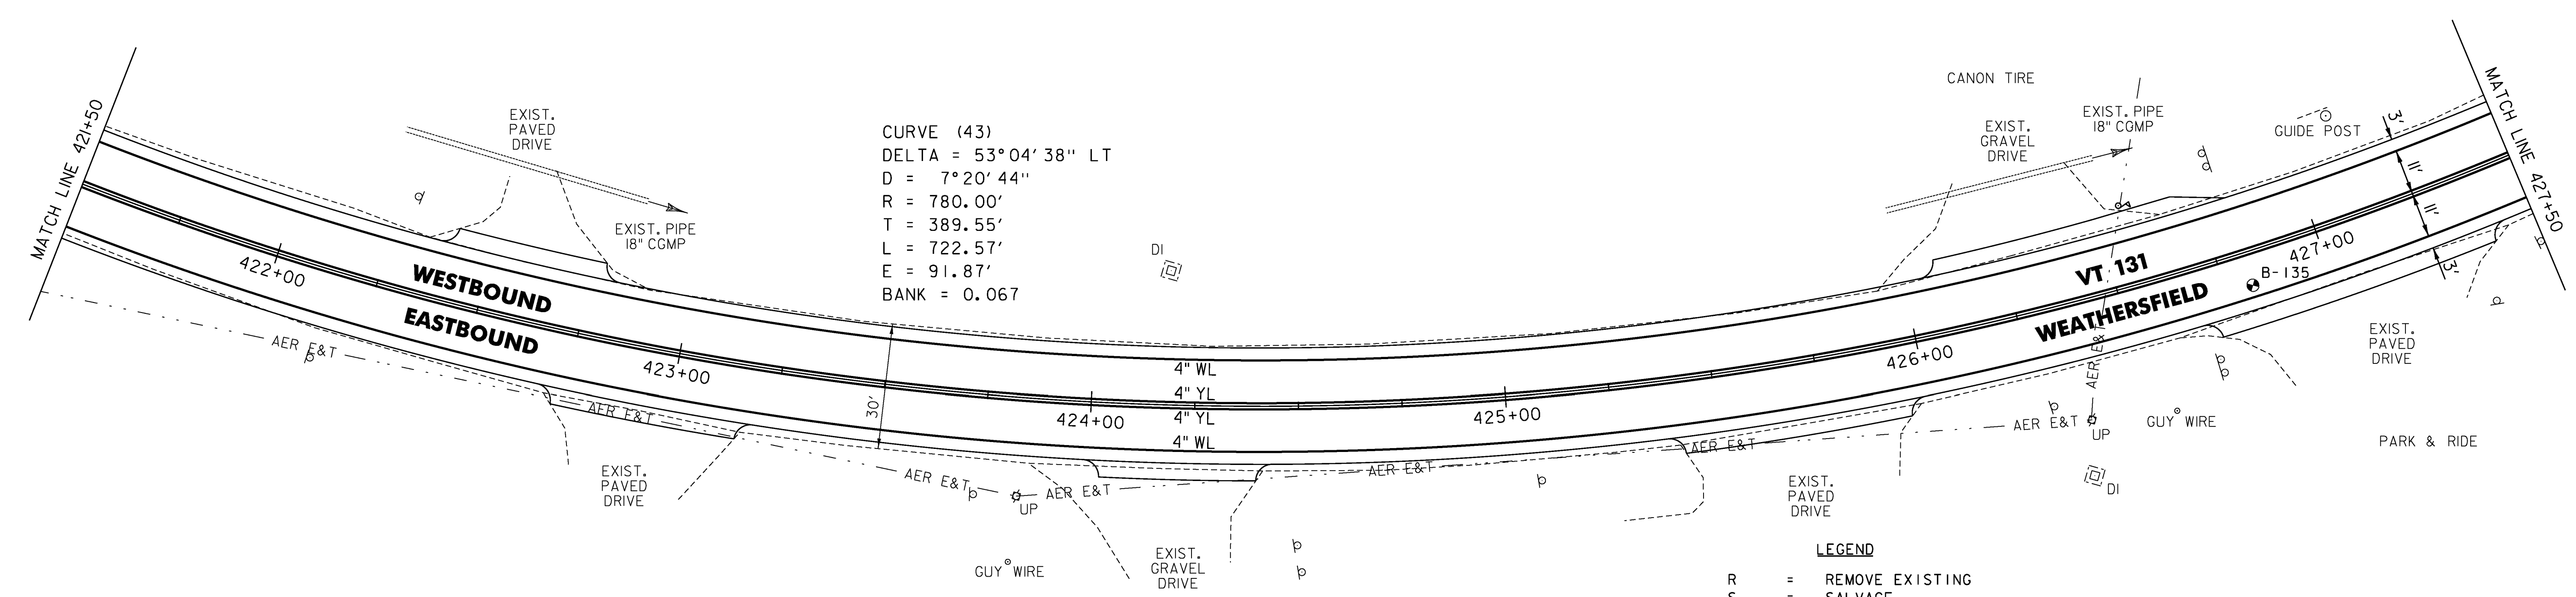 MATCH LINE 421+50
EXIST.
PAVED
DRIVE
EXIST. PIPE
18" CGMP
CURVE (43)
DELTA = 53°04'38" LT
D = 7°20'44"
R = 780.00'
T = 389.55'
L = 722.57'
E = 91.87'
BANK = 0.067
DI
CANON TIRE
EXIST.
GRAVEL
DRIVE
EXIST. PIPE
18" CGMP
GUIDE POST
3'
11'
11'
3'
MATCH LINE 427+50
422+00
WESTBOUND
EASTBOUND
423+00
30'
4" WL
4" YL
4" YL
4" WL
424+00
425+00
426+00
427+00
VT 131
WEATHERSFIELD
B-135
AER E&T
AER E&T
AER E&T
AER E&T
AER E&T
AER E&T
AER E&T
AER E&T
UP
UP
EXIST.
PAVED
DRIVE
GUY WIRE
EXIST.
GRAVEL
DRIVE
EXIST.
PAVED
DRIVE
GUY WIRE
DI
EXIST.
PAVED
DRIVE
PARK & RIDE
LEGEND
R = REMOVE EXISTING
S = SALVAGE